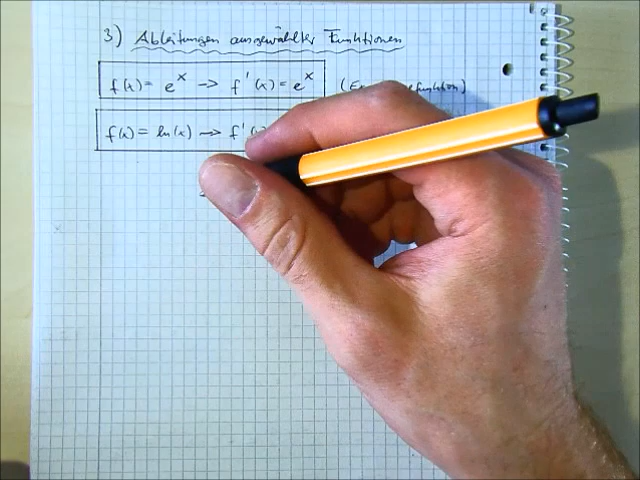 3) Ableitungen ausgewählter Funktionen
f(x) = e^x → f'(x) = e^x
f(x) = ln(x) → f'(x